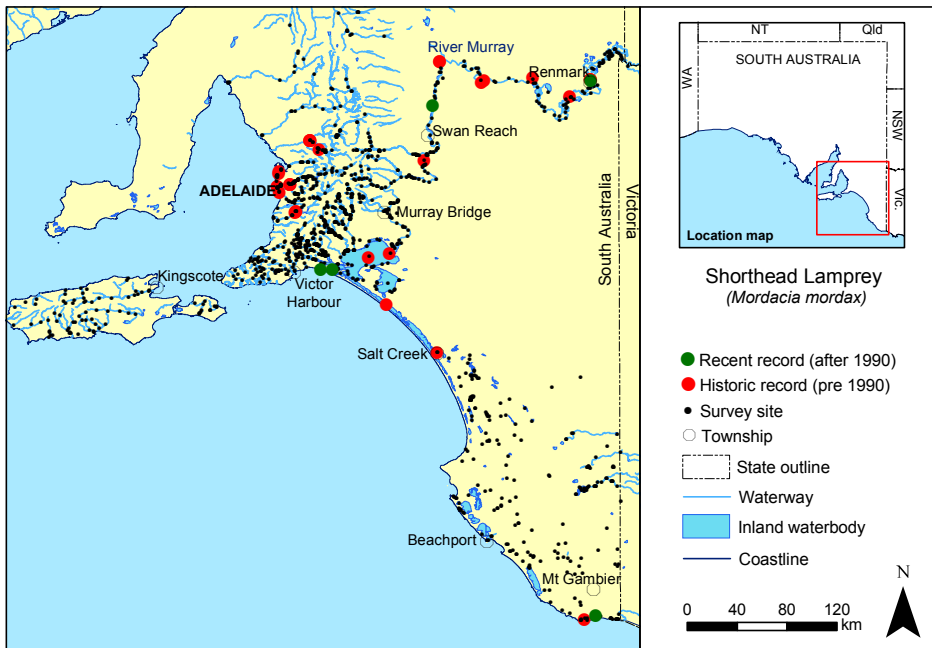 River Murray
Renmark
Swan Reach
ADELAIDE
Murray Bridge
South Australia
Victoria
Kingscote
Victor
Harbour
Salt Creek
Beachport
Mt Gambier
NT
Qld
SOUTH AUSTRALIA
WA
NSW
Vic.
Location map
Shorthead Lamprey
(Mordacia mordax)
Recent record (after 1990)
Historic record (pre 1990)
Survey site
Township
State outline
Waterway
Inland waterbody
Coastline
N
0 40 80 120
km